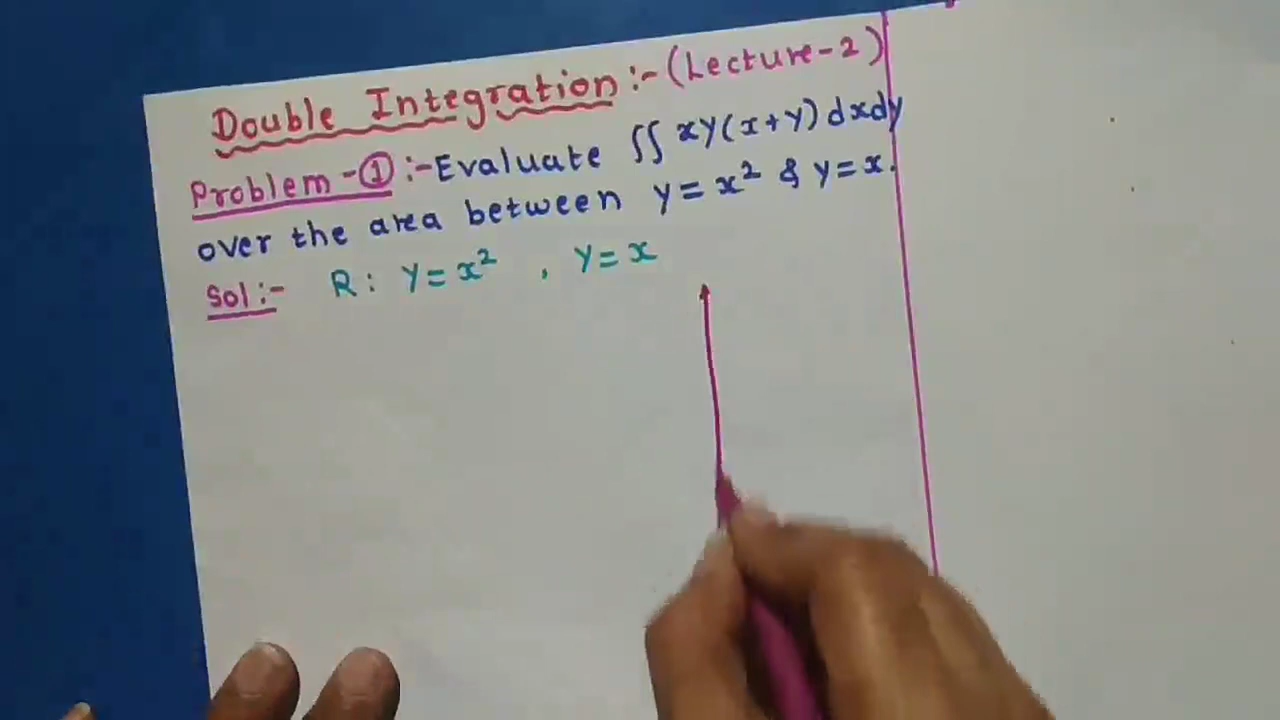 Double Integration :- (Lecture-2)
Problem-① :- Evaluate ∬ xy(x+y) dxdy
over the area between y=x² & y=x.
Sol :- R : y=x² , y=x